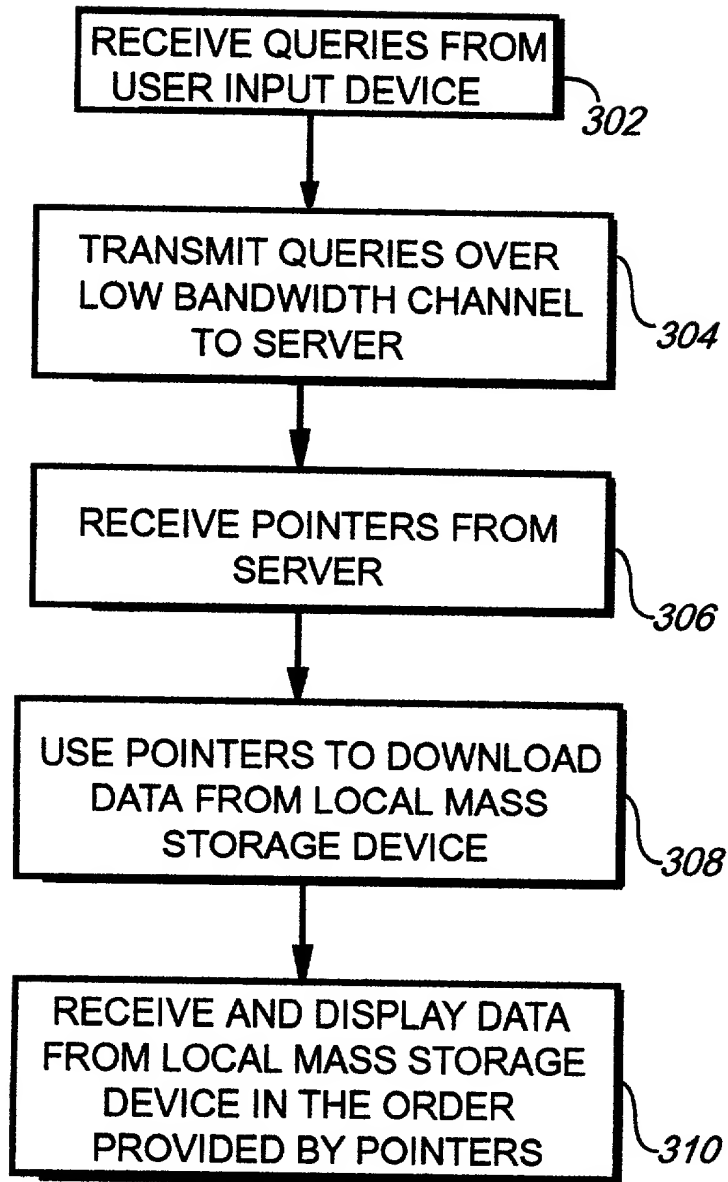 RECEIVE QUERIES FROM
USER INPUT DEVICE
302
TRANSMIT QUERIES OVER
LOW BANDWIDTH CHANNEL
TO SERVER
304
RECEIVE POINTERS FROM
SERVER
306
USE POINTERS TO DOWNLOAD
DATA FROM LOCAL MASS
STORAGE DEVICE
308
RECEIVE AND DISPLAY DATA
FROM LOCAL MASS STORAGE
DEVICE IN THE ORDER
PROVIDED BY POINTERS
310